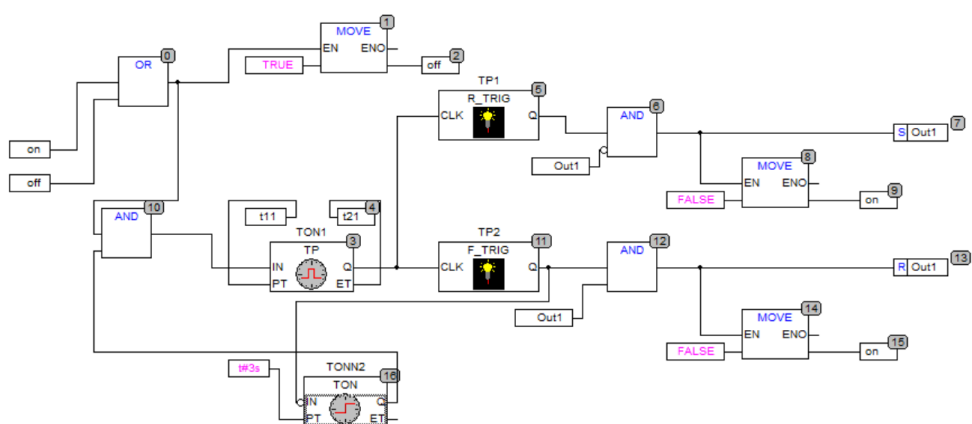 MOVE 1
EN ENO
TRUE
off 2
OR 0
on
off
TP1
R_TRIG 5
CLK Q
AND 6
Out1
S Out1 7
MOVE 8
EN ENO
FALSE
on 9
AND 10
t11
t21 4
TON1
TP 3
IN Q
PT ET
TP2
F_TRIG 11
CLK Q
AND 12
Out1
R Out1 13
MOVE 14
EN ENO
FALSE
on 15
t#3s
TONN2
TON 16
IN Q
PT ET